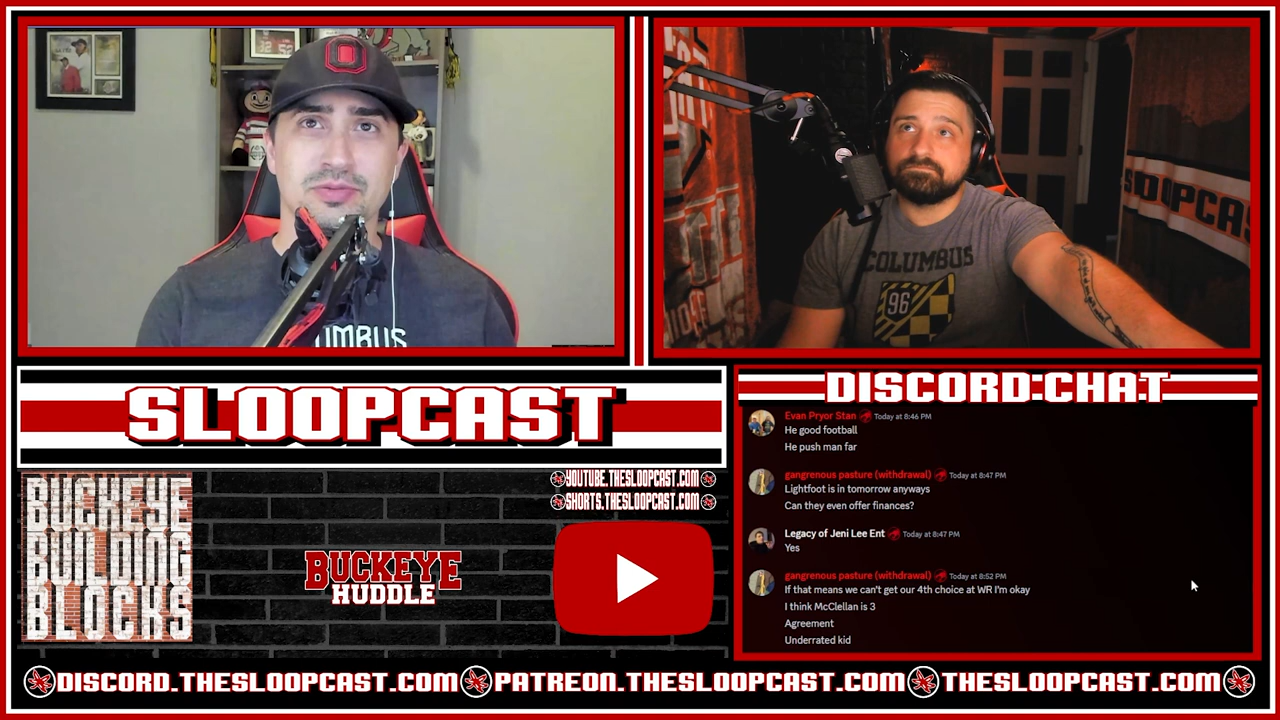 UMBUS
COLUMBUS
96
SLOOPCA
SLOOPCAST
DISCORD:CHAT
Evan Pryor Stan Today at 8:46 PM
He good football
He push man far
gangrenous pasture (withdrawal) Today at 8:47 PM
Lightfoot is in tomorrow anyways
Can they even offer finances?
Legacy of Jeni Lee Ent Today at 8:47 PM
Yes
gangrenous pasture (withdrawal) Today at 8:52 PM
If that means we can't get our 4th choice at WR I'm okay
I think McClellan is 3
Agreement
Underrated kid
BUCKEYE
BUILDING
BLOCKS
BUCKEYE
HUDDLE
YOUTUBE.THESLOOPCAST.COM
SHORTS.THESLOOPCAST.COM
DISCORD.THESLOOPCAST.COM PATREON.THESLOOPCAST.COM THESLOOPCAST.COM